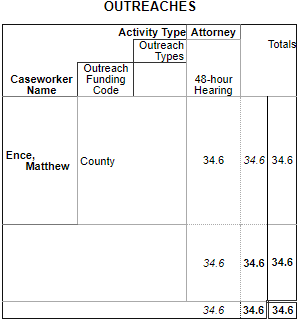 OUTREACHES
Activity Type Attorney
Outreach Types
Totals
Caseworker Name
Outreach Funding Code
48-hour Hearing
Ence, Matthew
County
34.6 34.6 34.6
34.6 34.6 34.6
34.6 34.6 34.6